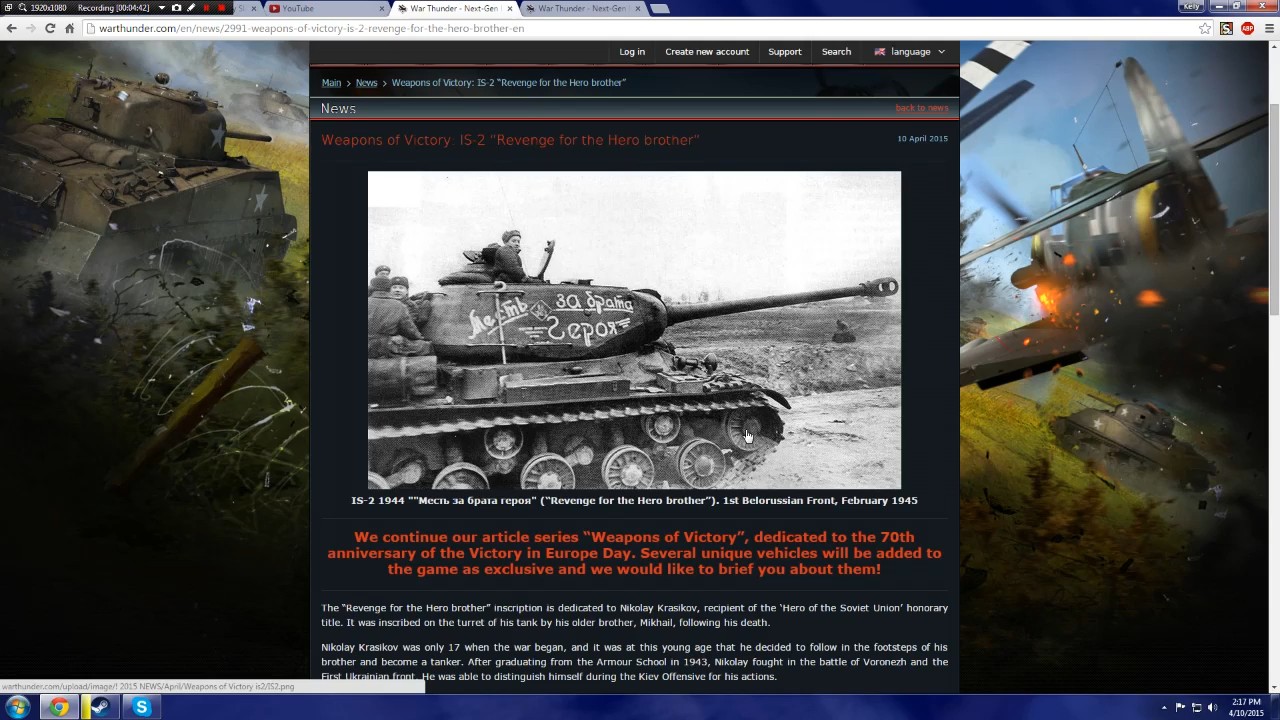 1920x1080 Recording [00:04:42]
YouTube
War Thunder - Next-Gen
War Thunder - Next-Gen
Kelly
warthunder.com/en/news/2991-weapons-of-victory-is-2-revenge-for-the-hero-brother-en
ABP
Log in Create new account Support Search language
Main > News > Weapons of Victory: IS-2 “Revenge for the Hero brother”
News back to news
Weapons of Victory: IS-2 “Revenge for the Hero brother” 10 April 2015
Месть за брата
Героя
IS-2 1944 ""Месть за брата героя" (“Revenge for the Hero brother”). 1st Belorussian Front, February 1945
We continue our article series “Weapons of Victory”, dedicated to the 70th
anniversary of the Victory in Europe Day. Several unique vehicles will be added to
the game as exclusive and we would like to brief you about them!
The “Revenge for the Hero brother” inscription is dedicated to Nikolay Krasikov, recipient of the ‘Hero of the Soviet Union’ honorary
title. It was inscribed on the turret of his tank by his older brother, Mikhail, following his death.
Nikolay Krasikov was only 17 when the war began, and it was at this young age that he decided to follow in the footsteps of his
brother and become a tanker. After graduating from the Armour School in 1943, Nikolay fought in the battle of Voronezh and the
First Ukrainian front. He was able to distinguish himself during the Kiev Offensive for his actions.
warthunder.com/upload/image/! 2015 NEWS/April/Weapons of Victory is2/IS2.png
2:17 PM
4/10/2015